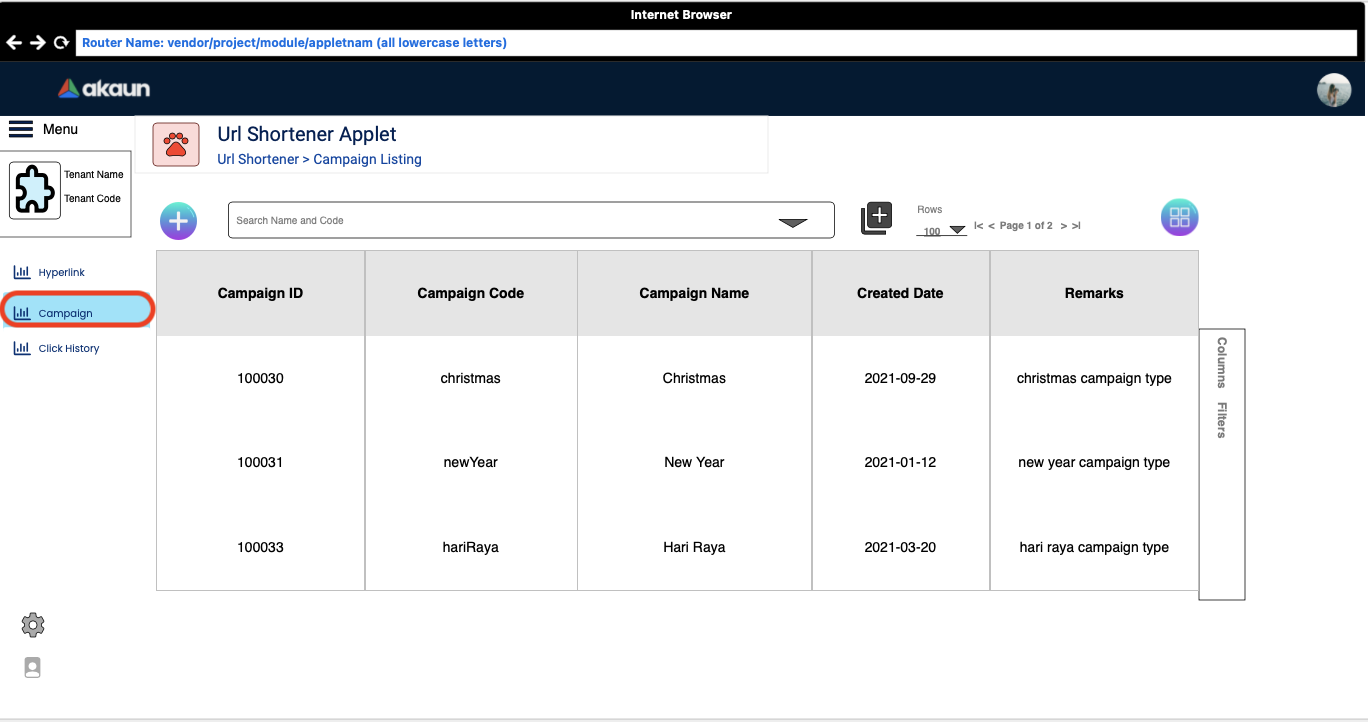 Internet Browser
Router Name: vendor/project/module/appletnam (all lowercase letters)
akaun
Menu
Url Shortener Applet
Url Shortener > Campaign Listing
Tenant Name
Tenant Code
Search Name and Code
Rows
100
|< < Page 1 of 2 > >|
Hyperlink
Campaign
Click History
Campaign ID Campaign Code Campaign Name Created Date Remarks
100030 christmas Christmas 2021-09-29 christmas campaign type
100031 newYear New Year 2021-01-12 new year campaign type
100033 hariRaya Hari Raya 2021-03-20 hari raya campaign type
Columns Filters